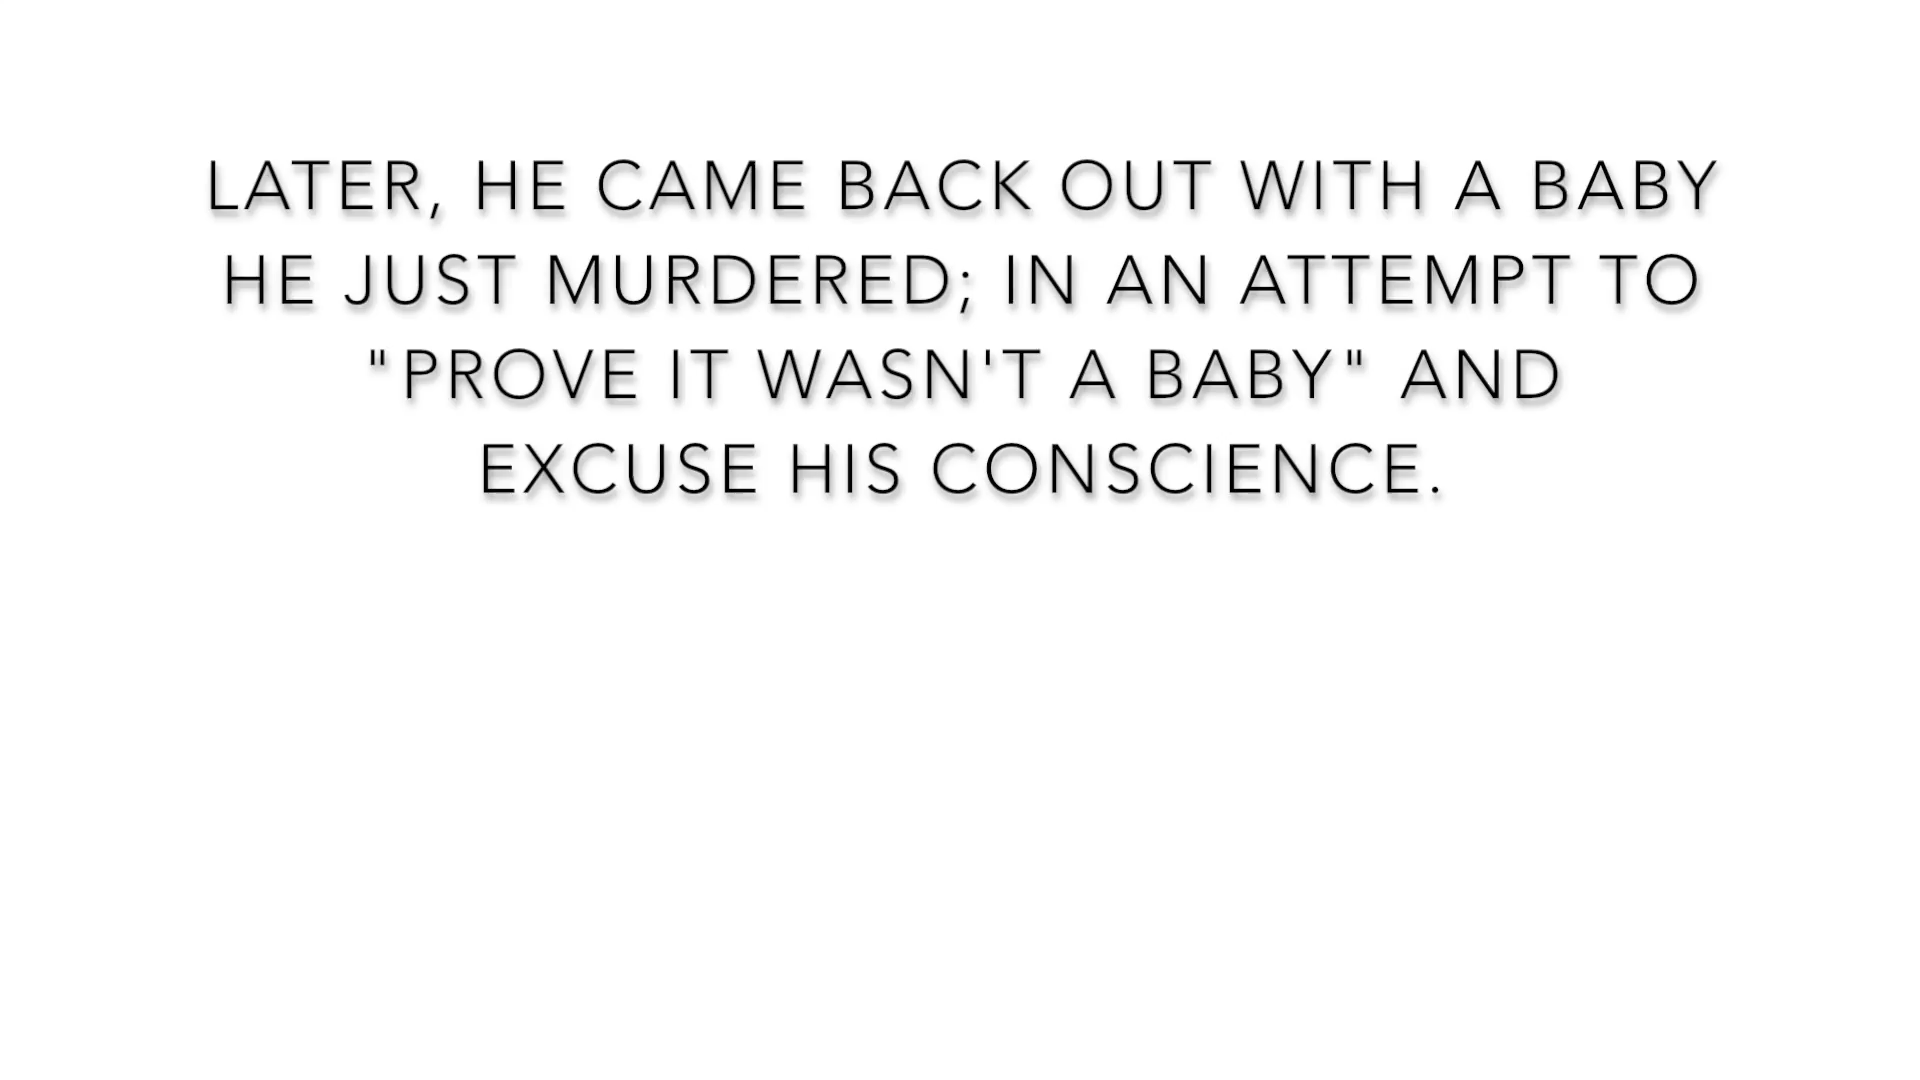 LATER, HE CAME BACK OUT WITH A BABY
HE JUST MURDERED; IN AN ATTEMPT TO
"PROVE IT WASN'T A BABY" AND
EXCUSE HIS CONSCIENCE.